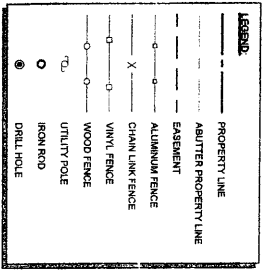 LEGEND:
PROPERTY LINE
ABUTTER PROPERTY LINE
EASEMENT
ALUMINUM FENCE
CHAIN LINK FENCE
VINYL FENCE
WOOD FENCE
UTILITY POLE
IRON ROD
DRILL HOLE